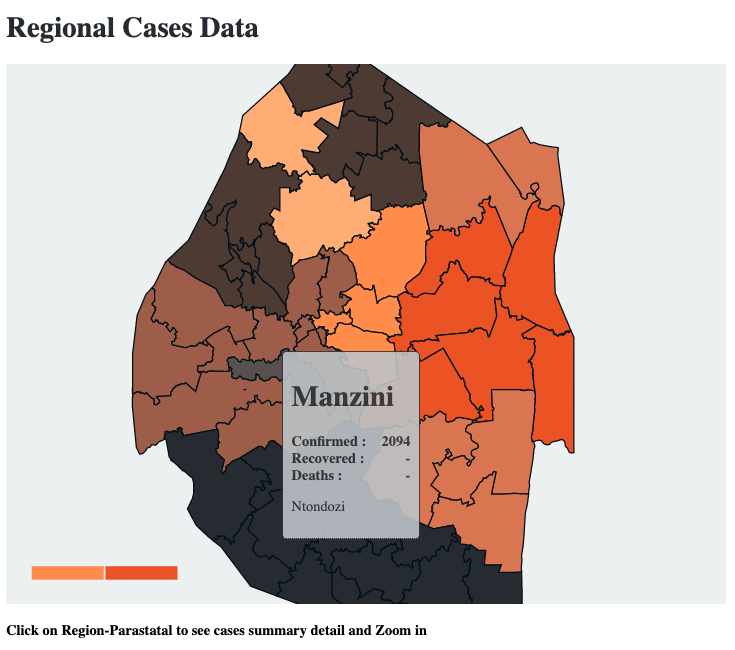 Regional Cases Data
Manzini
Confirmed : 2094
Recovered : -
Deaths : -
Ntondozi
Click on Region-Parastatal to see cases summary detail and Zoom in